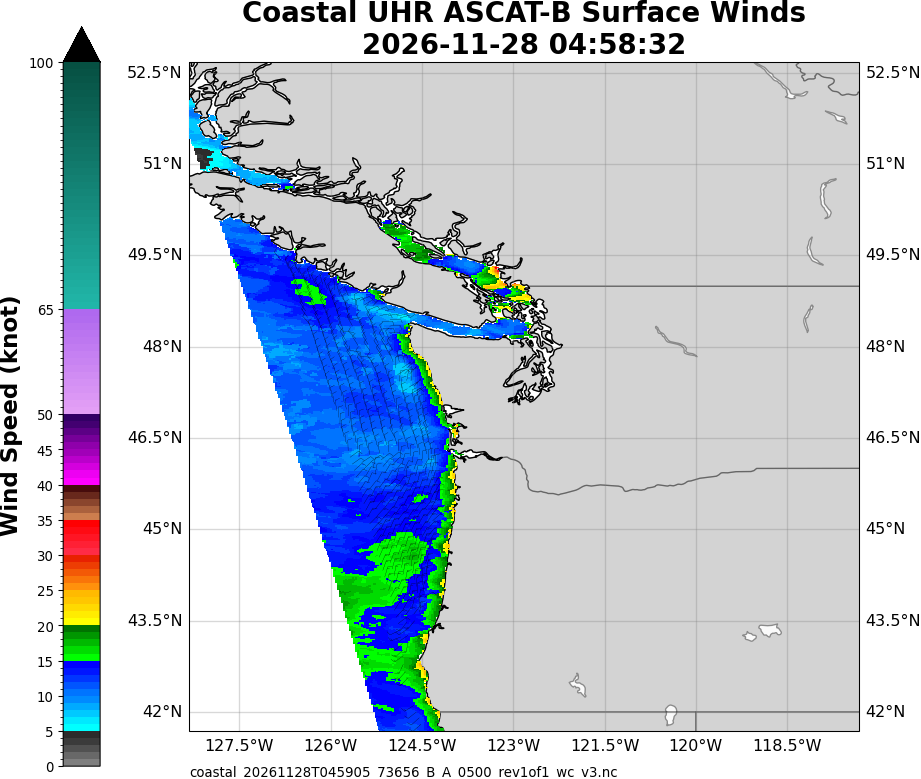 Coastal UHR ASCAT-B Surface Winds
2026-11-28 04:58:32
Wind Speed (knot)
100
65
50
45
40
35
30
25
20
15
10
5
0
52.5°N
51°N
49.5°N
48°N
46.5°N
45°N
43.5°N
42°N
52.5°N
51°N
49.5°N
48°N
46.5°N
45°N
43.5°N
42°N
127.5°W 126°W 124.5°W 123°W 121.5°W 120°W 118.5°W
coastal_20261128T045905_73656_B_A_0500_rev1of1_wc_v3.nc